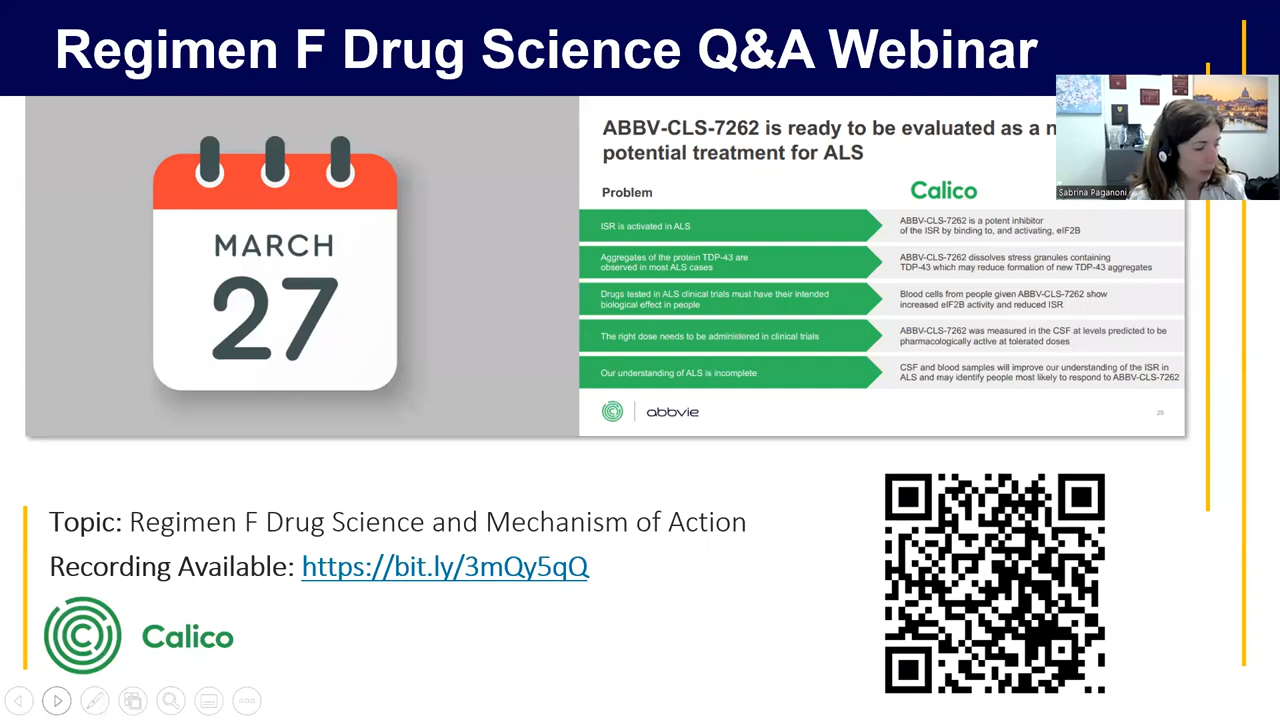 Regimen F Drug Science Q&A Webinar
MARCH
27
ABBV-CLS-7262 is ready to be evaluated as a
potential treatment for ALS
Problem
Calico
ISR is activated in ALS
ABBV-CLS-7262 is a potent inhibitor
of the ISR by binding to, and activating, eIF2B
Aggregates of the protein TDP-43 are
observed in most ALS cases
ABBV-CLS-7262 dissolves stress granules containing
TDP-43 which may reduce formation of new TDP-43 aggregates
Drugs tested in ALS clinical trials must have their intended
biological effect in people
Blood cells from people given ABBV-CLS-7262 show
increased eIF2B activity and reduced ISR
The right dose needs to be administered in clinical trials
ABBV-CLS-7262 was measured in the CSF at levels predicted to be
pharmacologically active at tolerated doses
Our understanding of ALS is incomplete
CSF and blood samples will improve our understanding of the ISR in
ALS and may identify people most likely to respond to ABBV-CLS-7262
abbvie
28
Sabrina Paganoni
Topic: Regimen F Drug Science and Mechanism of Action
Recording Available: https://bit.ly/3mQy5qQ
Calico